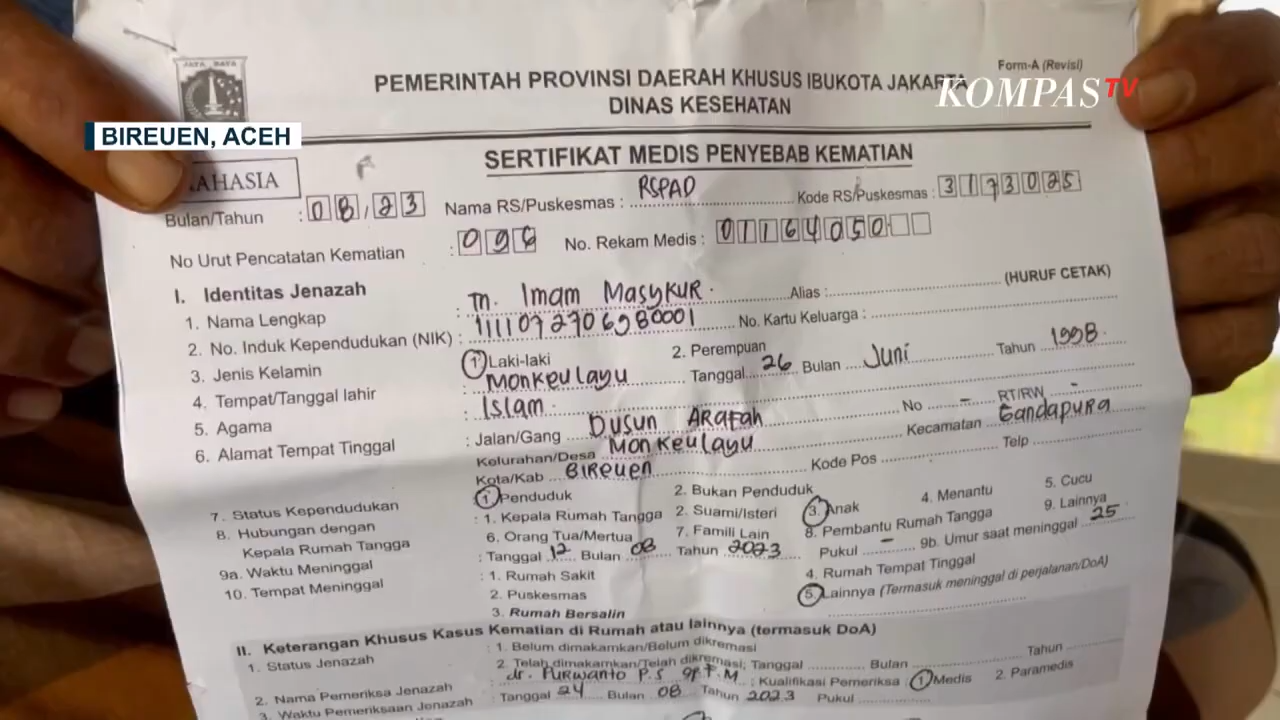 JAYA RAYA
Form-A (Revisi)
PEMERINTAH PROVINSI DAERAH KHUSUS IBUKOTA JAKARTA
KOMPASTV
DINAS KESEHATAN
BIREUEN, ACEH
SERTIFIKAT MEDIS PENYEBAB KEMATIAN
AHASIA
Bulan/Tahun : 08, 23 Nama RS/Puskesmas : RSPAD Kode RS/Puskesmas : 3173025
No Urut Pencatatan Kematian : 096 No. Rekam Medis : 01164050
I. Identitas Jenazah (HURUF CETAK)
1. Nama Lengkap : Tn. Imam Masykur Alias :
2. No. Induk Kependudukan (NIK) : 1111072706980001 No. Kartu Keluarga :
3. Jenis Kelamin 1 Laki-laki 2. Perempuan
4. Tempat/Tanggal lahir Monkeulayu Tanggal 26 Bulan Juni Tahun 1998
5. Agama : Islam
6. Alamat Tempat Tinggal : Jalan/Gang Dusun Arafah No - RT/RW -
Kelurahan/Desa Monkeulayu Kecamatan Gandapura
Kota/Kab Bireuen Kode Pos Telp
7. Status Kependudukan 1 Penduduk 2. Bukan Penduduk
8. Hubungan dengan : 1. Kepala Rumah Tangga 2. Suami/Isteri 3. Anak 4. Menantu 5. Cucu
Kepala Rumah Tangga 6. Orang Tua/Mertua 7. Famili Lain 8. Pembantu Rumah Tangga 9. Lainnya
9a. Waktu Meninggal : Tanggal 12 Bulan 08 Tahun 2023 Pukul - 9b. Umur saat meninggal 25
10. Tempat Meninggal : 1. Rumah Sakit 4. Rumah Tempat Tinggal
2. Puskesmas 5. Lainnya (Termasuk meninggal di perjalanan/DoA)
3. Rumah Bersalin
II. Keterangan Khusus Kasus Kematian di Rumah atau lainnya (termasuk DoA)
1. Status Jenazah : 1. Belum dimakamkan/Belum dikremasi
2. Telah dimakamkan/Telah dikremasi; Tanggal Bulan Tahun
2. Nama Pemeriksa Jenazah dr. Purwanto P.S Sp.F.M ; Kualifikasi Pemeriksa : 1 Medis 2. Paramedis
3. Waktu Pemeriksaan Jenazah : Tanggal 24 Bulan 08 Tahun 2023 Pukul